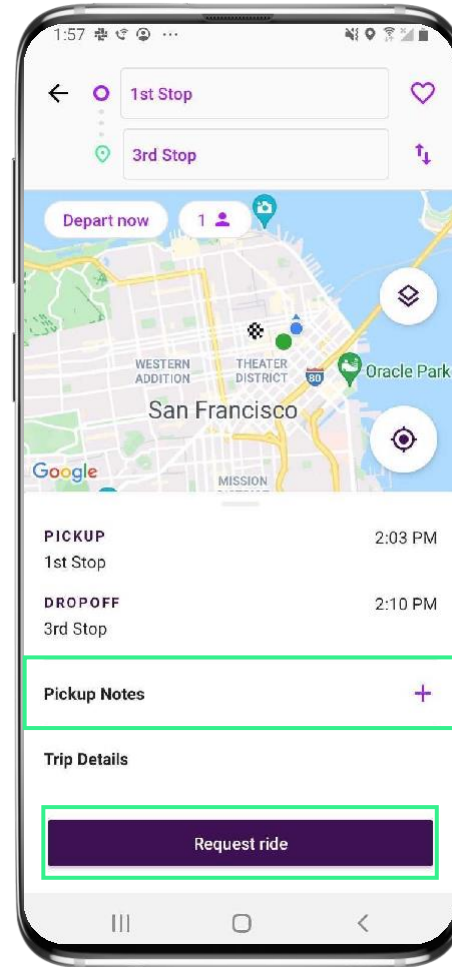 1:57
1st Stop
3rd Stop
Depart now
1
WESTERN
ADDITION
THEATER
DISTRICT
80
Oracle Park
San Francisco
Google
MISSION
PICKUP
2:03 PM
1st Stop
DROPOFF
2:10 PM
3rd Stop
Pickup Notes
+
Trip Details
Request ride